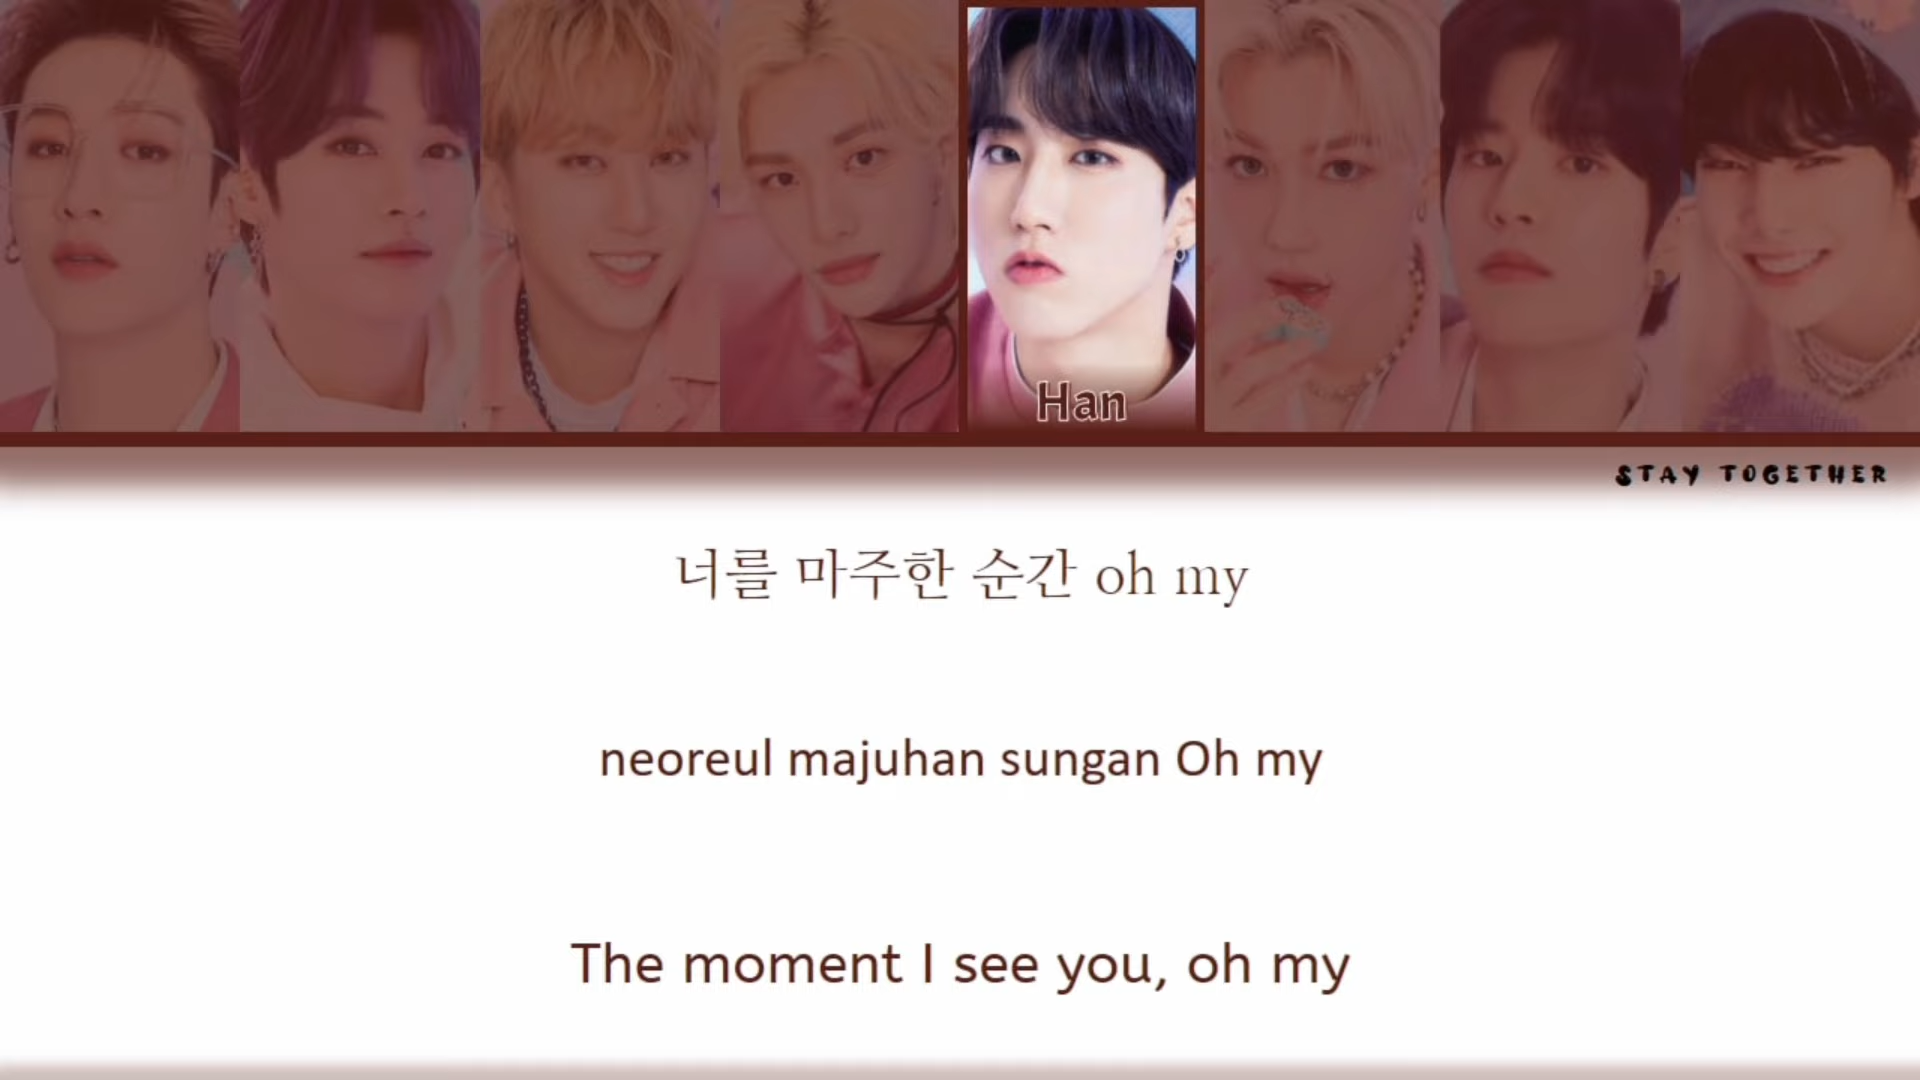 Han
STAY TOGETHER
너를 마주한 순간 oh my
neoreul majuhan sungan Oh my
The moment I see you, oh my